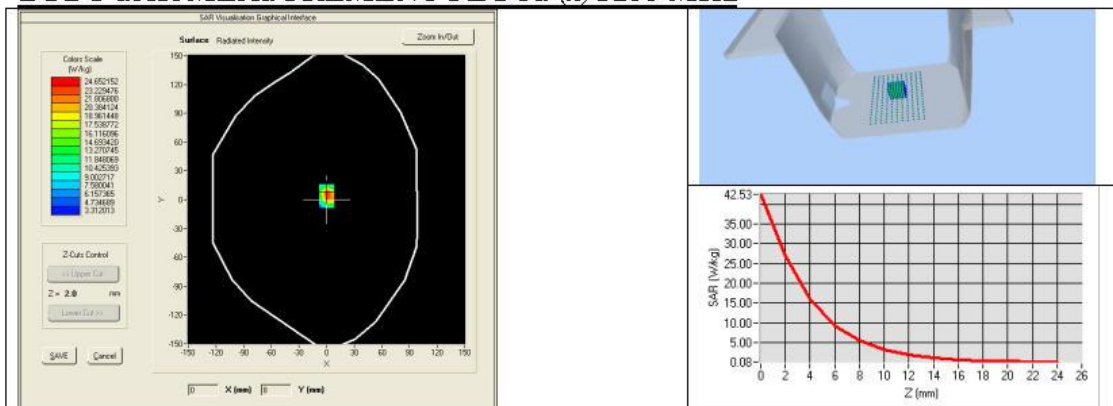 SAR Visualisation Graphical Interface
Surface Radiated Intensity
Zoom In/Out
Colors Scale
(W/kg)
24.652152
23.229476
21.806800
20.384124
18.961448
17.538772
16.116096
14.693420
13.270745
11.848069
10.425393
9.002717
7.580041
6.157365
4.734689
3.312013
Z-Cuts Control
<< Upper Cut
Z = 2.0 mm
Lower Cut >>
SAVE Cancel
150
120
90
60
30
0
-30
-60
-90
-120
-150
Y
-150 -120 -90 -60 -30 0 30 60 90 120 150
X
0 X (mm) 8 Y (mm)
42.53
35.00
30.00
25.00
20.00
15.00
10.00
5.00
0.08
SAR (W/kg)
0 2 4 6 8 10 12 14 16 18 20 22 24 26
Z (mm)